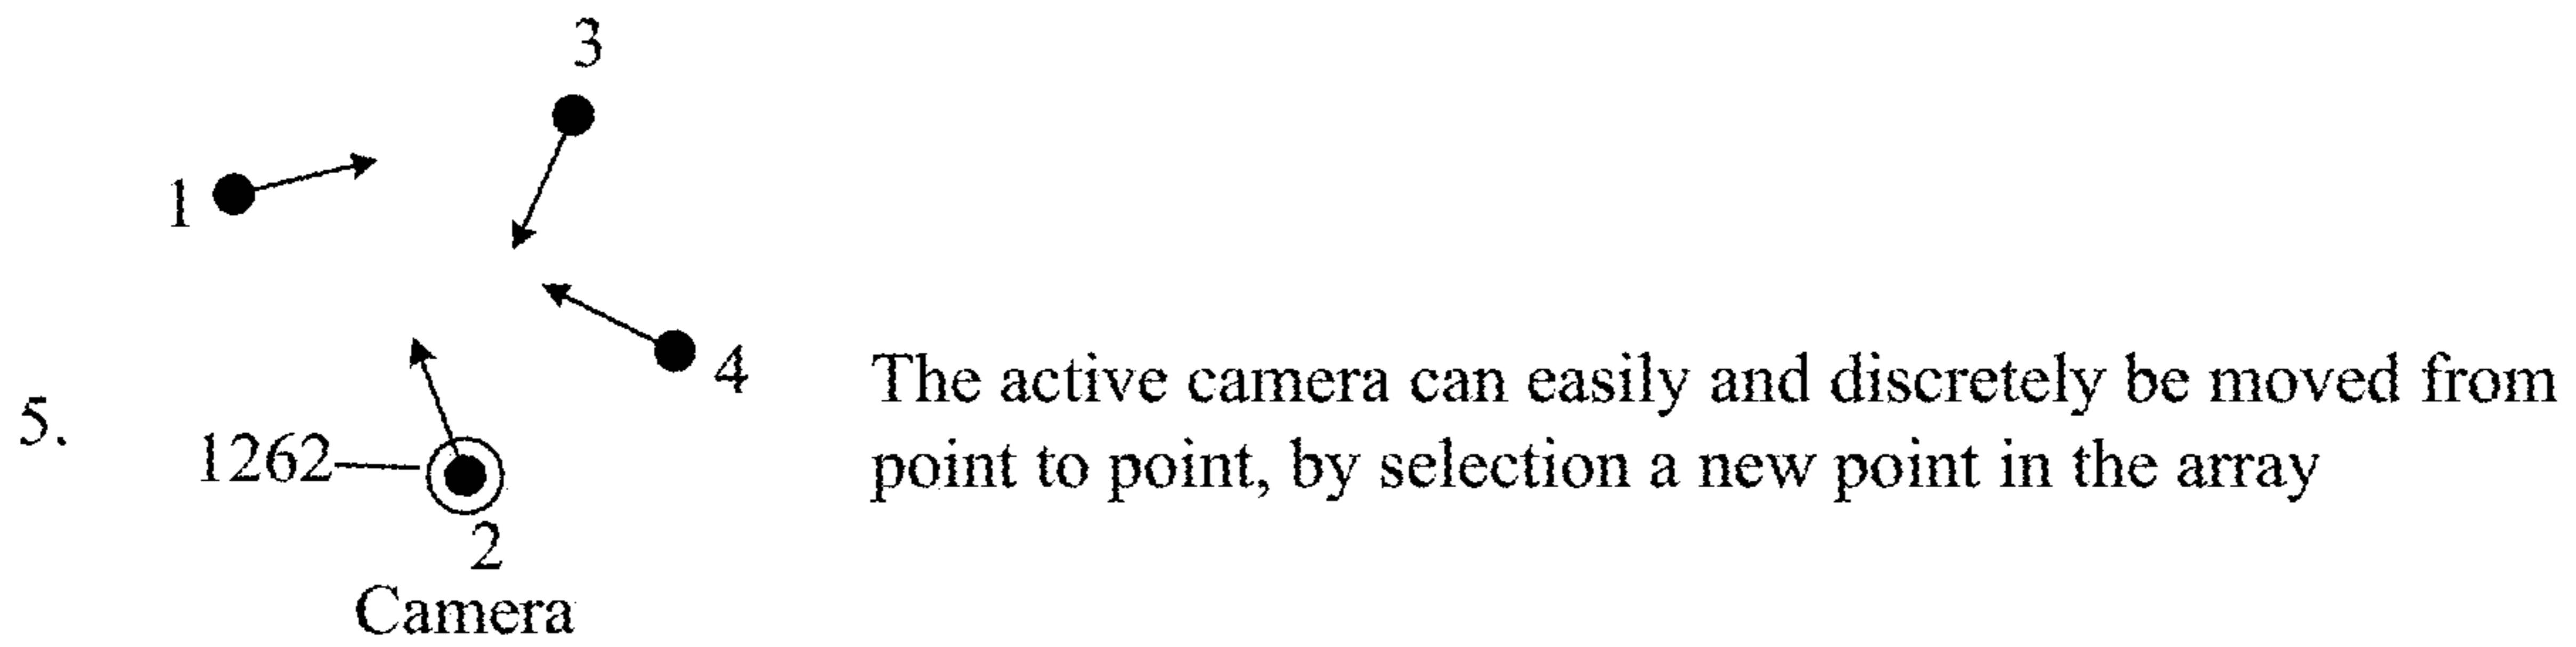 3
1
4
5.
The active camera can easily and discretely be moved from
1262
point to point, by selection a new point in the array
2
Camera